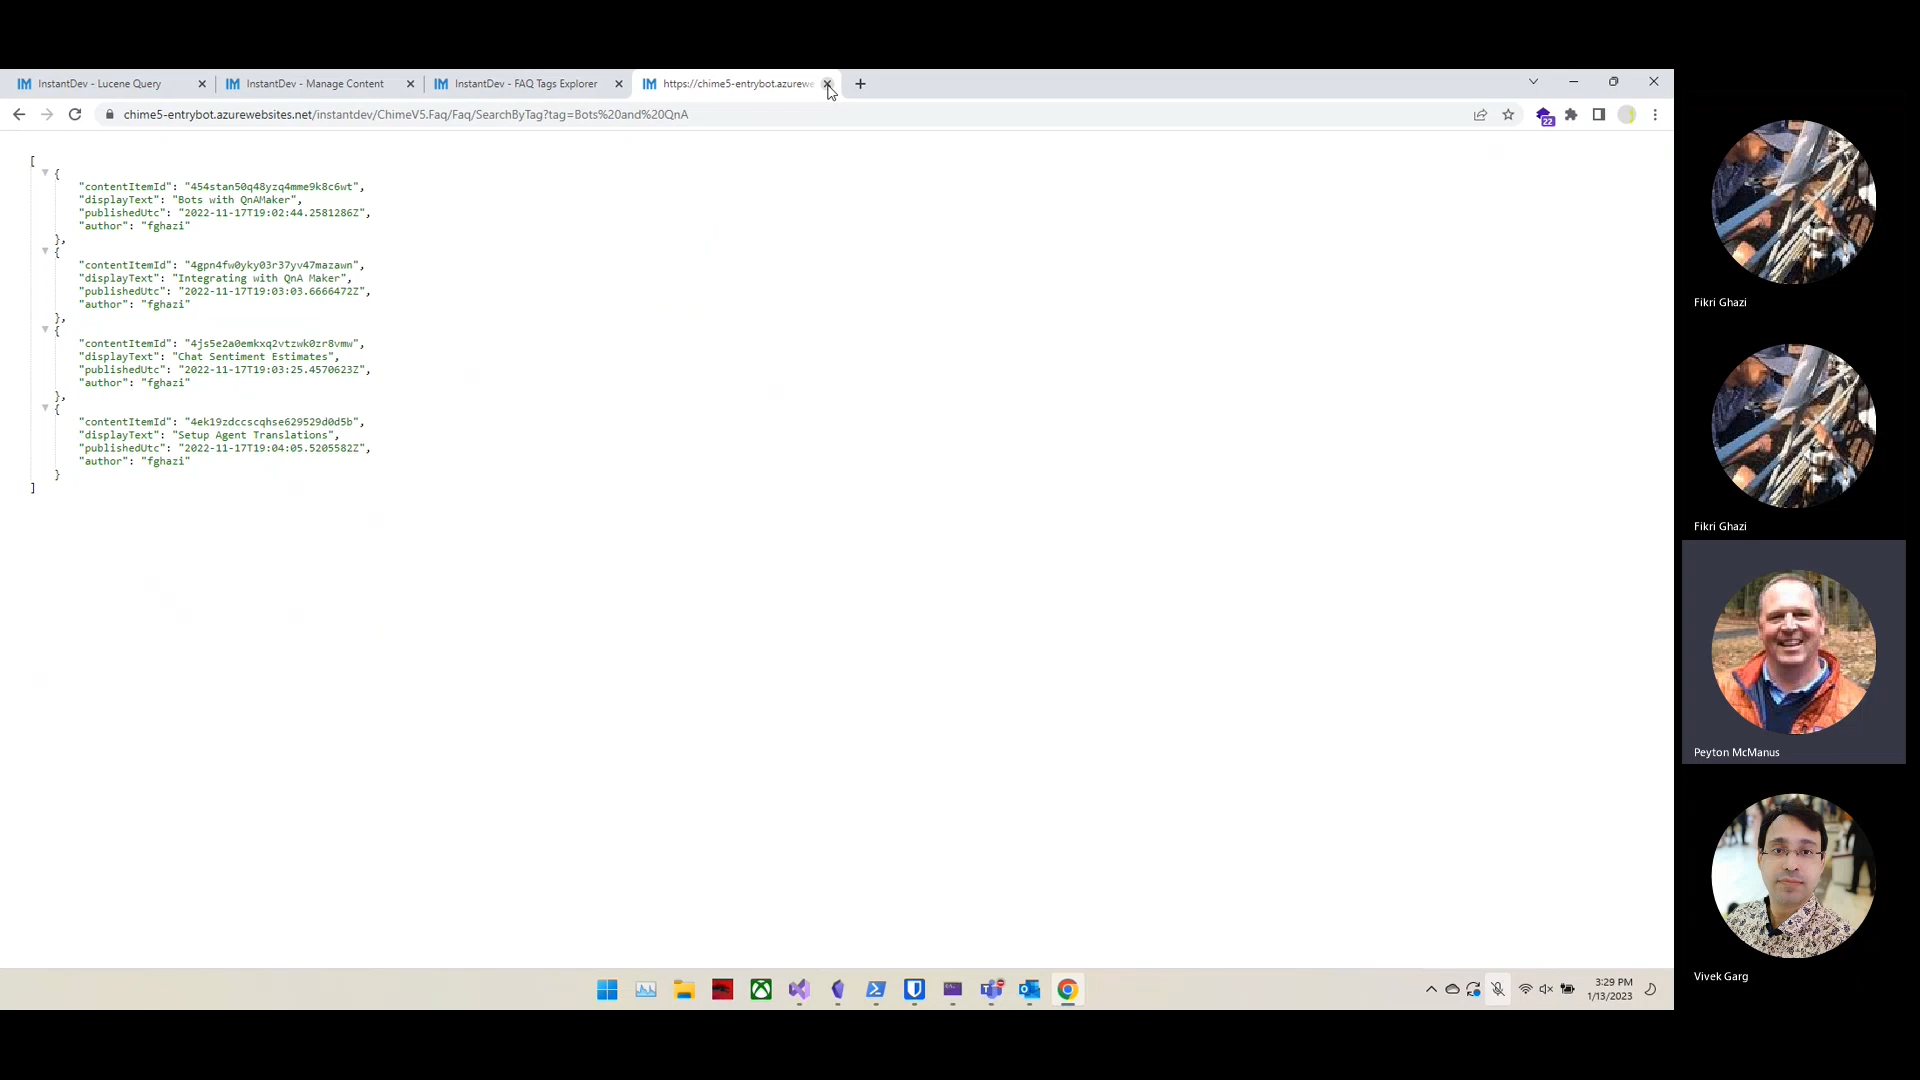 InstantDev - Lucene Query
InstantDev - Manage Content
InstantDev - FAQ Tags Explorer
https://chime5-entrybot.azurewe
chime5-entrybot.azurewebsites.net/instantdev/ChimeV5.Faq/Faq/SearchByTag?tag=Bots%20and%20QnA
22
[
{
"contentItemId": "454stan50q48yzq4mme9k8c6wt",
"displayText": "Bots with QnAMaker",
"publishedUtc": "2022-11-17T19:02:44.2581286Z",
"author": "fghazi"
},
{
"contentItemId": "4gpn4fw0yky03r37yv47mazawn",
"displayText": "Integrating with QnA Maker",
"publishedUtc": "2022-11-17T19:03:03.6666472Z",
"author": "fghazi"
},
{
"contentItemId": "4js5e2a0emkxq2vtzwk0zr8vmw",
"displayText": "Chat Sentiment Estimates",
"publishedUtc": "2022-11-17T19:03:25.4570623Z",
"author": "fghazi"
},
{
"contentItemId": "4ek19zdccscqhse629529d0d5b",
"displayText": "Setup Agent Translations",
"publishedUtc": "2022-11-17T19:04:05.5205582Z",
"author": "fghazi"
}
]
Fikri Ghazi
Fikri Ghazi
Peyton McManus
Vivek Garg
3:29 PM
1/13/2023